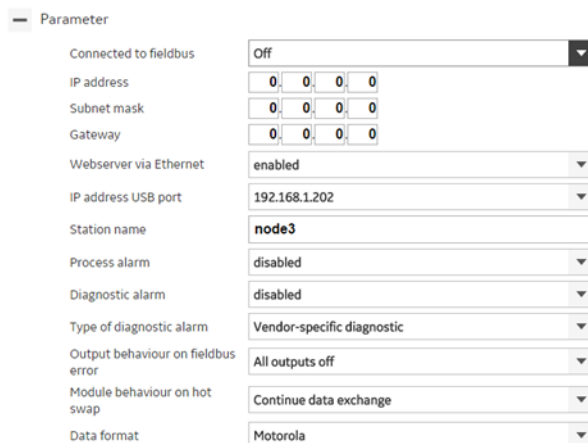 Parameter
Connected to fieldbus Off
IP address 0. 0. 0. 0
Subnet mask 0. 0. 0. 0
Gateway 0. 0. 0. 0
Webserver via Ethernet enabled
IP address USB port 192.168.1.202
Station name node3
Process alarm disabled
Diagnostic alarm disabled
Type of diagnostic alarm Vendor-specific diagnostic
Output behaviour on fieldbus
error All outputs off
Module behaviour on hot
swap Continue data exchange
Data format Motorola